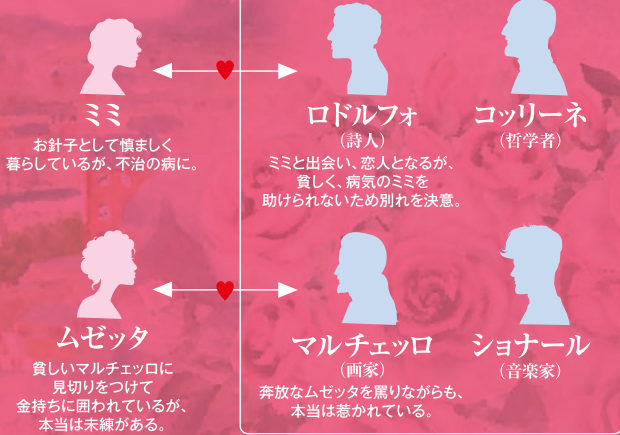 ミミ
お針子として慎ましく
暮らしているが、不治の病に。
ロドルフォ
（詩人）
ミミと出会い、恋人となるが、
貧しく、病気のミミを
助けられないため別れを決意。
コッリーネ
（哲学者）
ムゼッタ
貧しいマルチェッロに
見切りをつけて
金持ちに囲われているが、
本当は未練がある。
マルチェッロ
（画家）
奔放なムゼッタを罵りながらも、
本当は惹かれている。
ショナール
（音楽家）